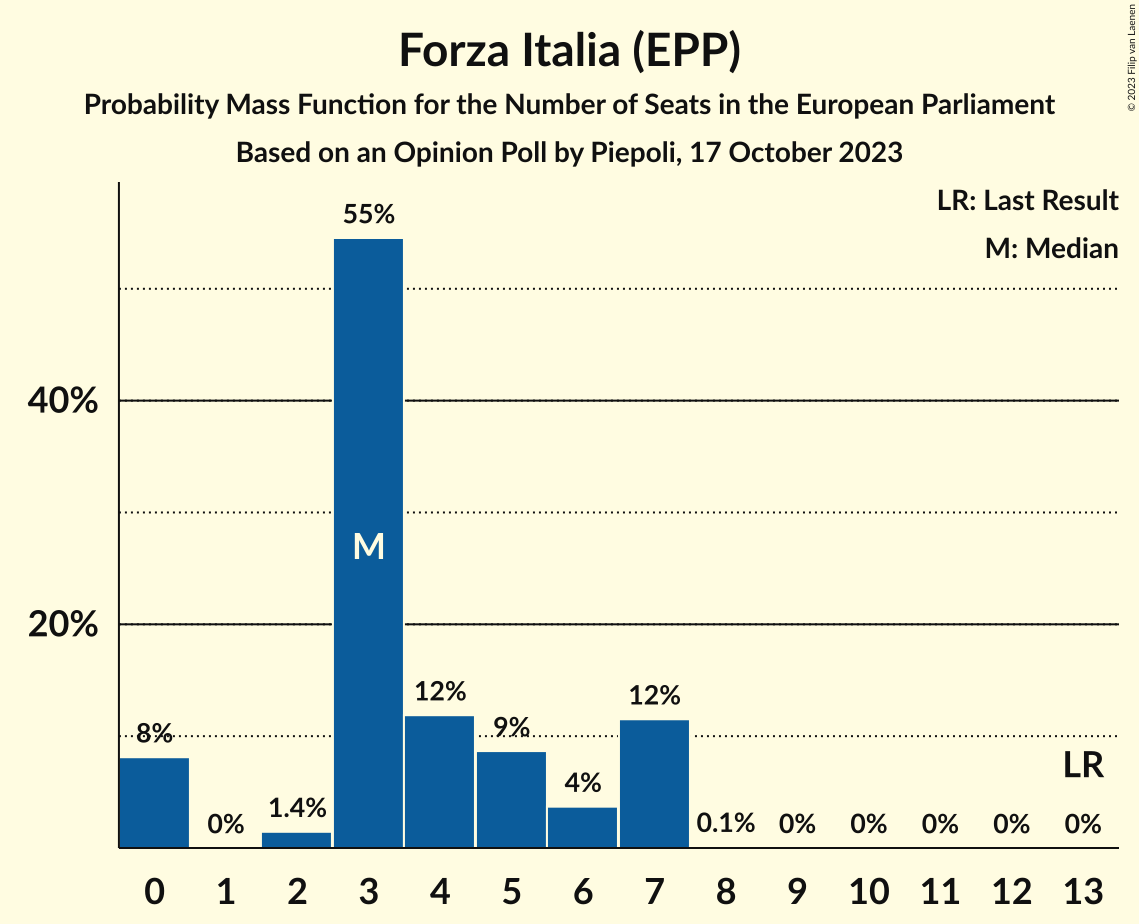 Forza Italia (EPP)
Probability Mass Function for the Number of Seats in the European Parliament
Based on an Opinion Poll by Piepoli, 17 October 2023
© 2023 Filip van Laenen
LR: Last Result
M: Median
55%
40%
M
20%
12%
12%
9%
8%
LR
4%
1.4%
0%
0.1%
0%
0%
0%
0%
0%
0 1 2 3 4 5 6 7 8 9 10 11 12 13